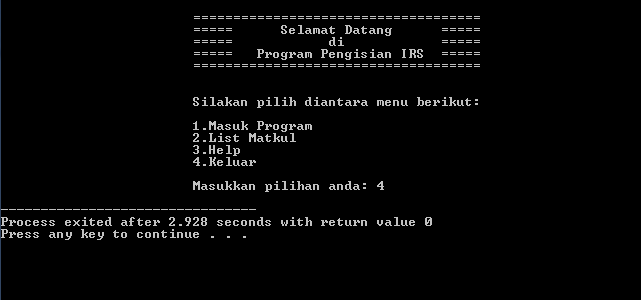 ====================================
===== Selamat Datang =====
===== di =====
===== Program Pengisian IRS =====
====================================
Silakan pilih diantara menu berikut:
1.Masuk Program
2.List Matkul
3.Help
4.Keluar
Masukkan pilihan anda: 4
--------------------------------
Process exited after 2.928 seconds with return value 0
Press any key to continue . . .